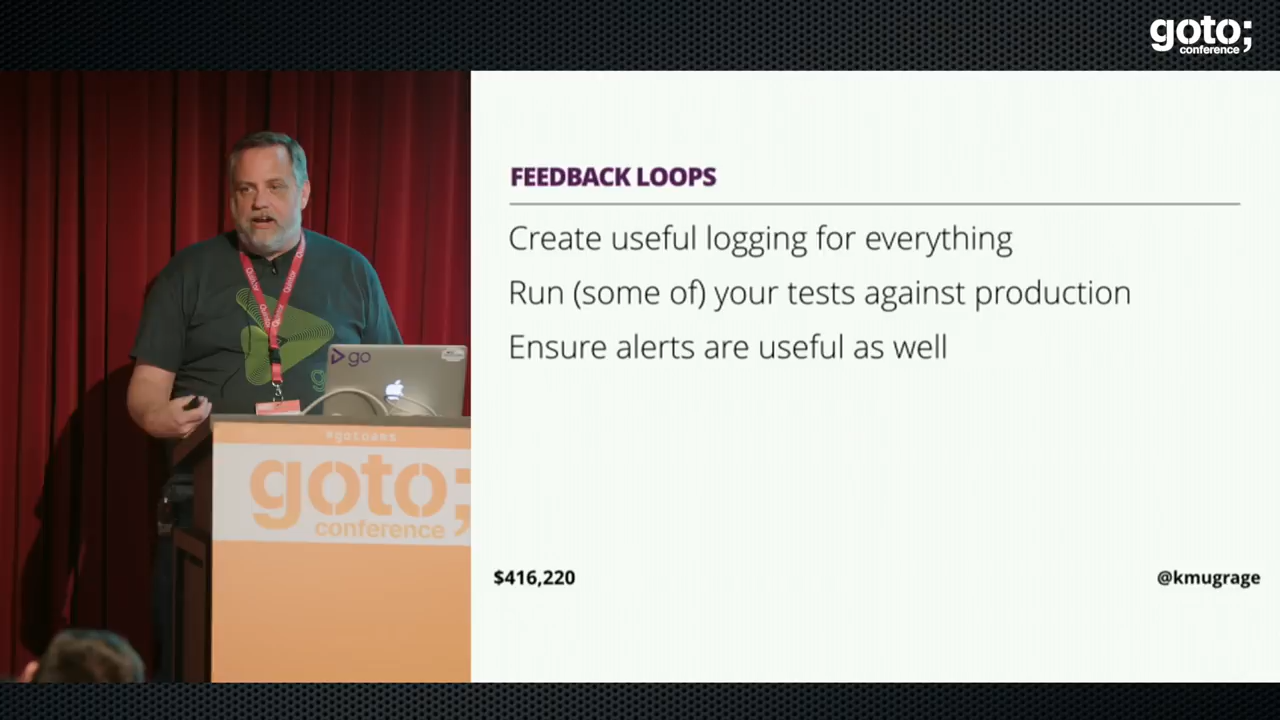 goto;
conference
FEEDBACK LOOPS
Create useful logging for everything
Run (some of) your tests against production
Ensure alerts are useful as well
$416,220
@kmugrage
go
#gotoams
goto;
conference